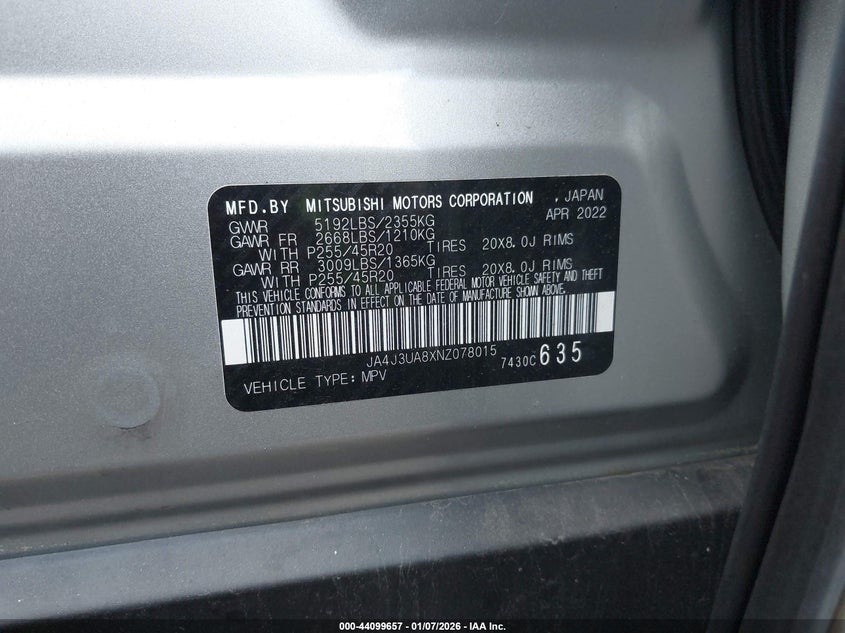 MFD.BY MITSUBISHI MOTORS CORPORATION , JAPAN
GVWR 5192LBS/2355KG APR 2022
GAWR FR 2668LBS/1210KG
WITH P255/45R20 TIRES 20X8.0J RIMS
GAWR RR 3009LBS/1365KG
WITH P255/45R20 TIRES 20X8.0J RIMS
THIS VEHICLE CONFORMS TO ALL APPLICABLE FEDERAL MOTOR VEHICLE SAFETY AND THEFT
PREVENTION STANDARDS IN EFFECT ON THE DATE OF MANUFACTURE SHOWN ABOVE.
JA4J3UA8XNZ078015
VEHICLE TYPE: MPV 7430C635
000-44099657 - 01/07/2026 - IAA Inc.